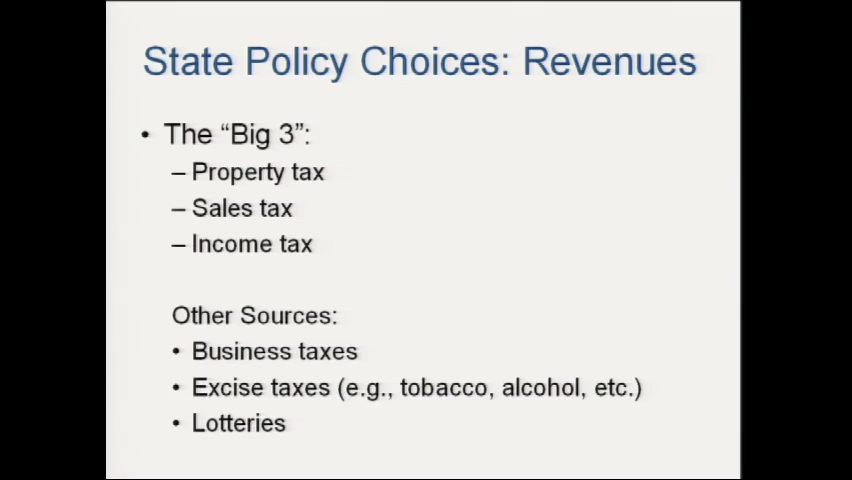 State Policy Choices: Revenues
• The “Big 3”:
– Property tax
– Sales tax
– Income tax
Other Sources:
• Business taxes
• Excise taxes (e.g., tobacco, alcohol, etc.)
• Lotteries